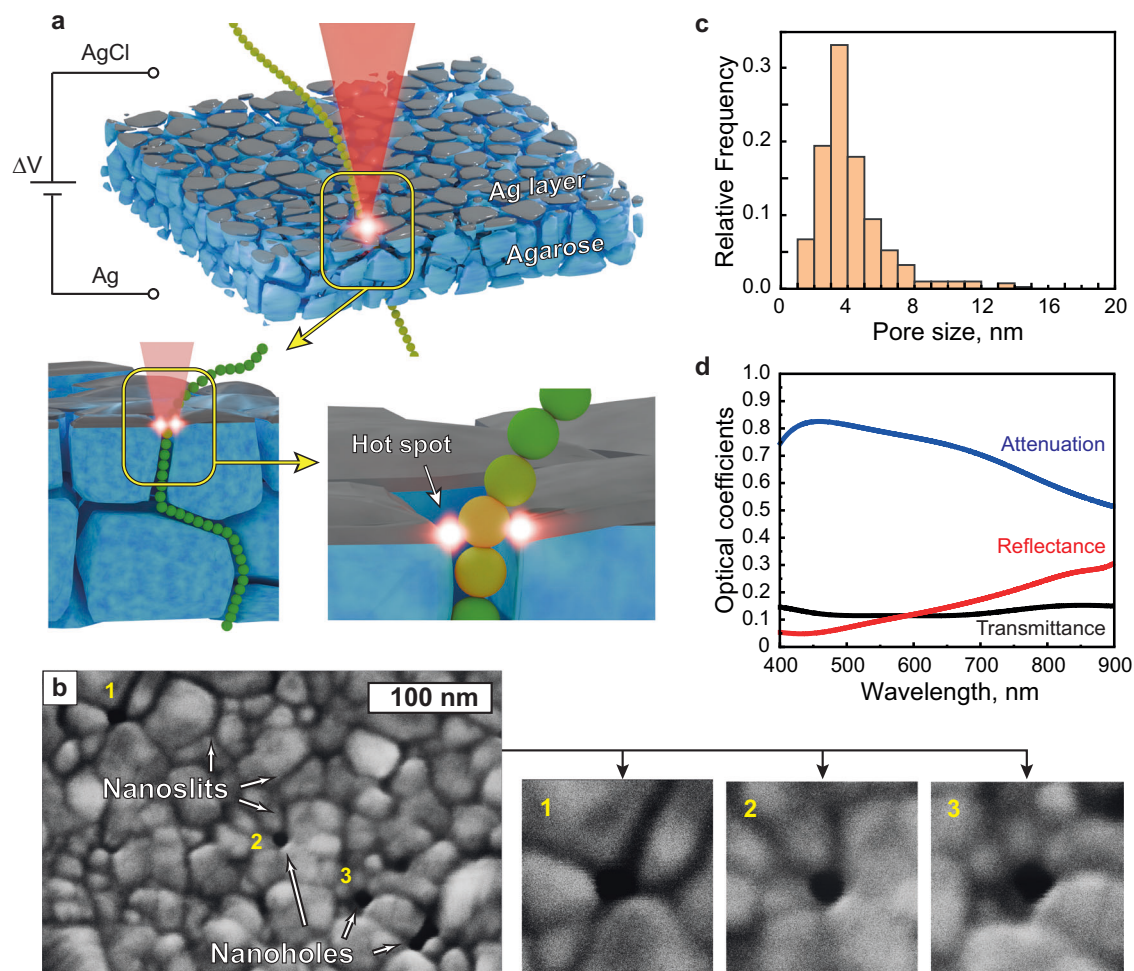 a
AgCl
ΔV
Ag
Ag layer
Agarose
Hot spot
b
100 nm
1
Nanoslits
2
3
Nanoholes
1
2
3
c
Relative Frequency
0.3
0.2
0.1
0.0
0 4 8 12 16 20
Pore size, nm
d
Optical coefficients
1.0
0.9
0.8
0.7
0.6
0.5
0.4
0.3
0.2
0.1
0
Attenuation
Reflectance
Transmittance
400 500 600 700 800 900
Wavelength, nm